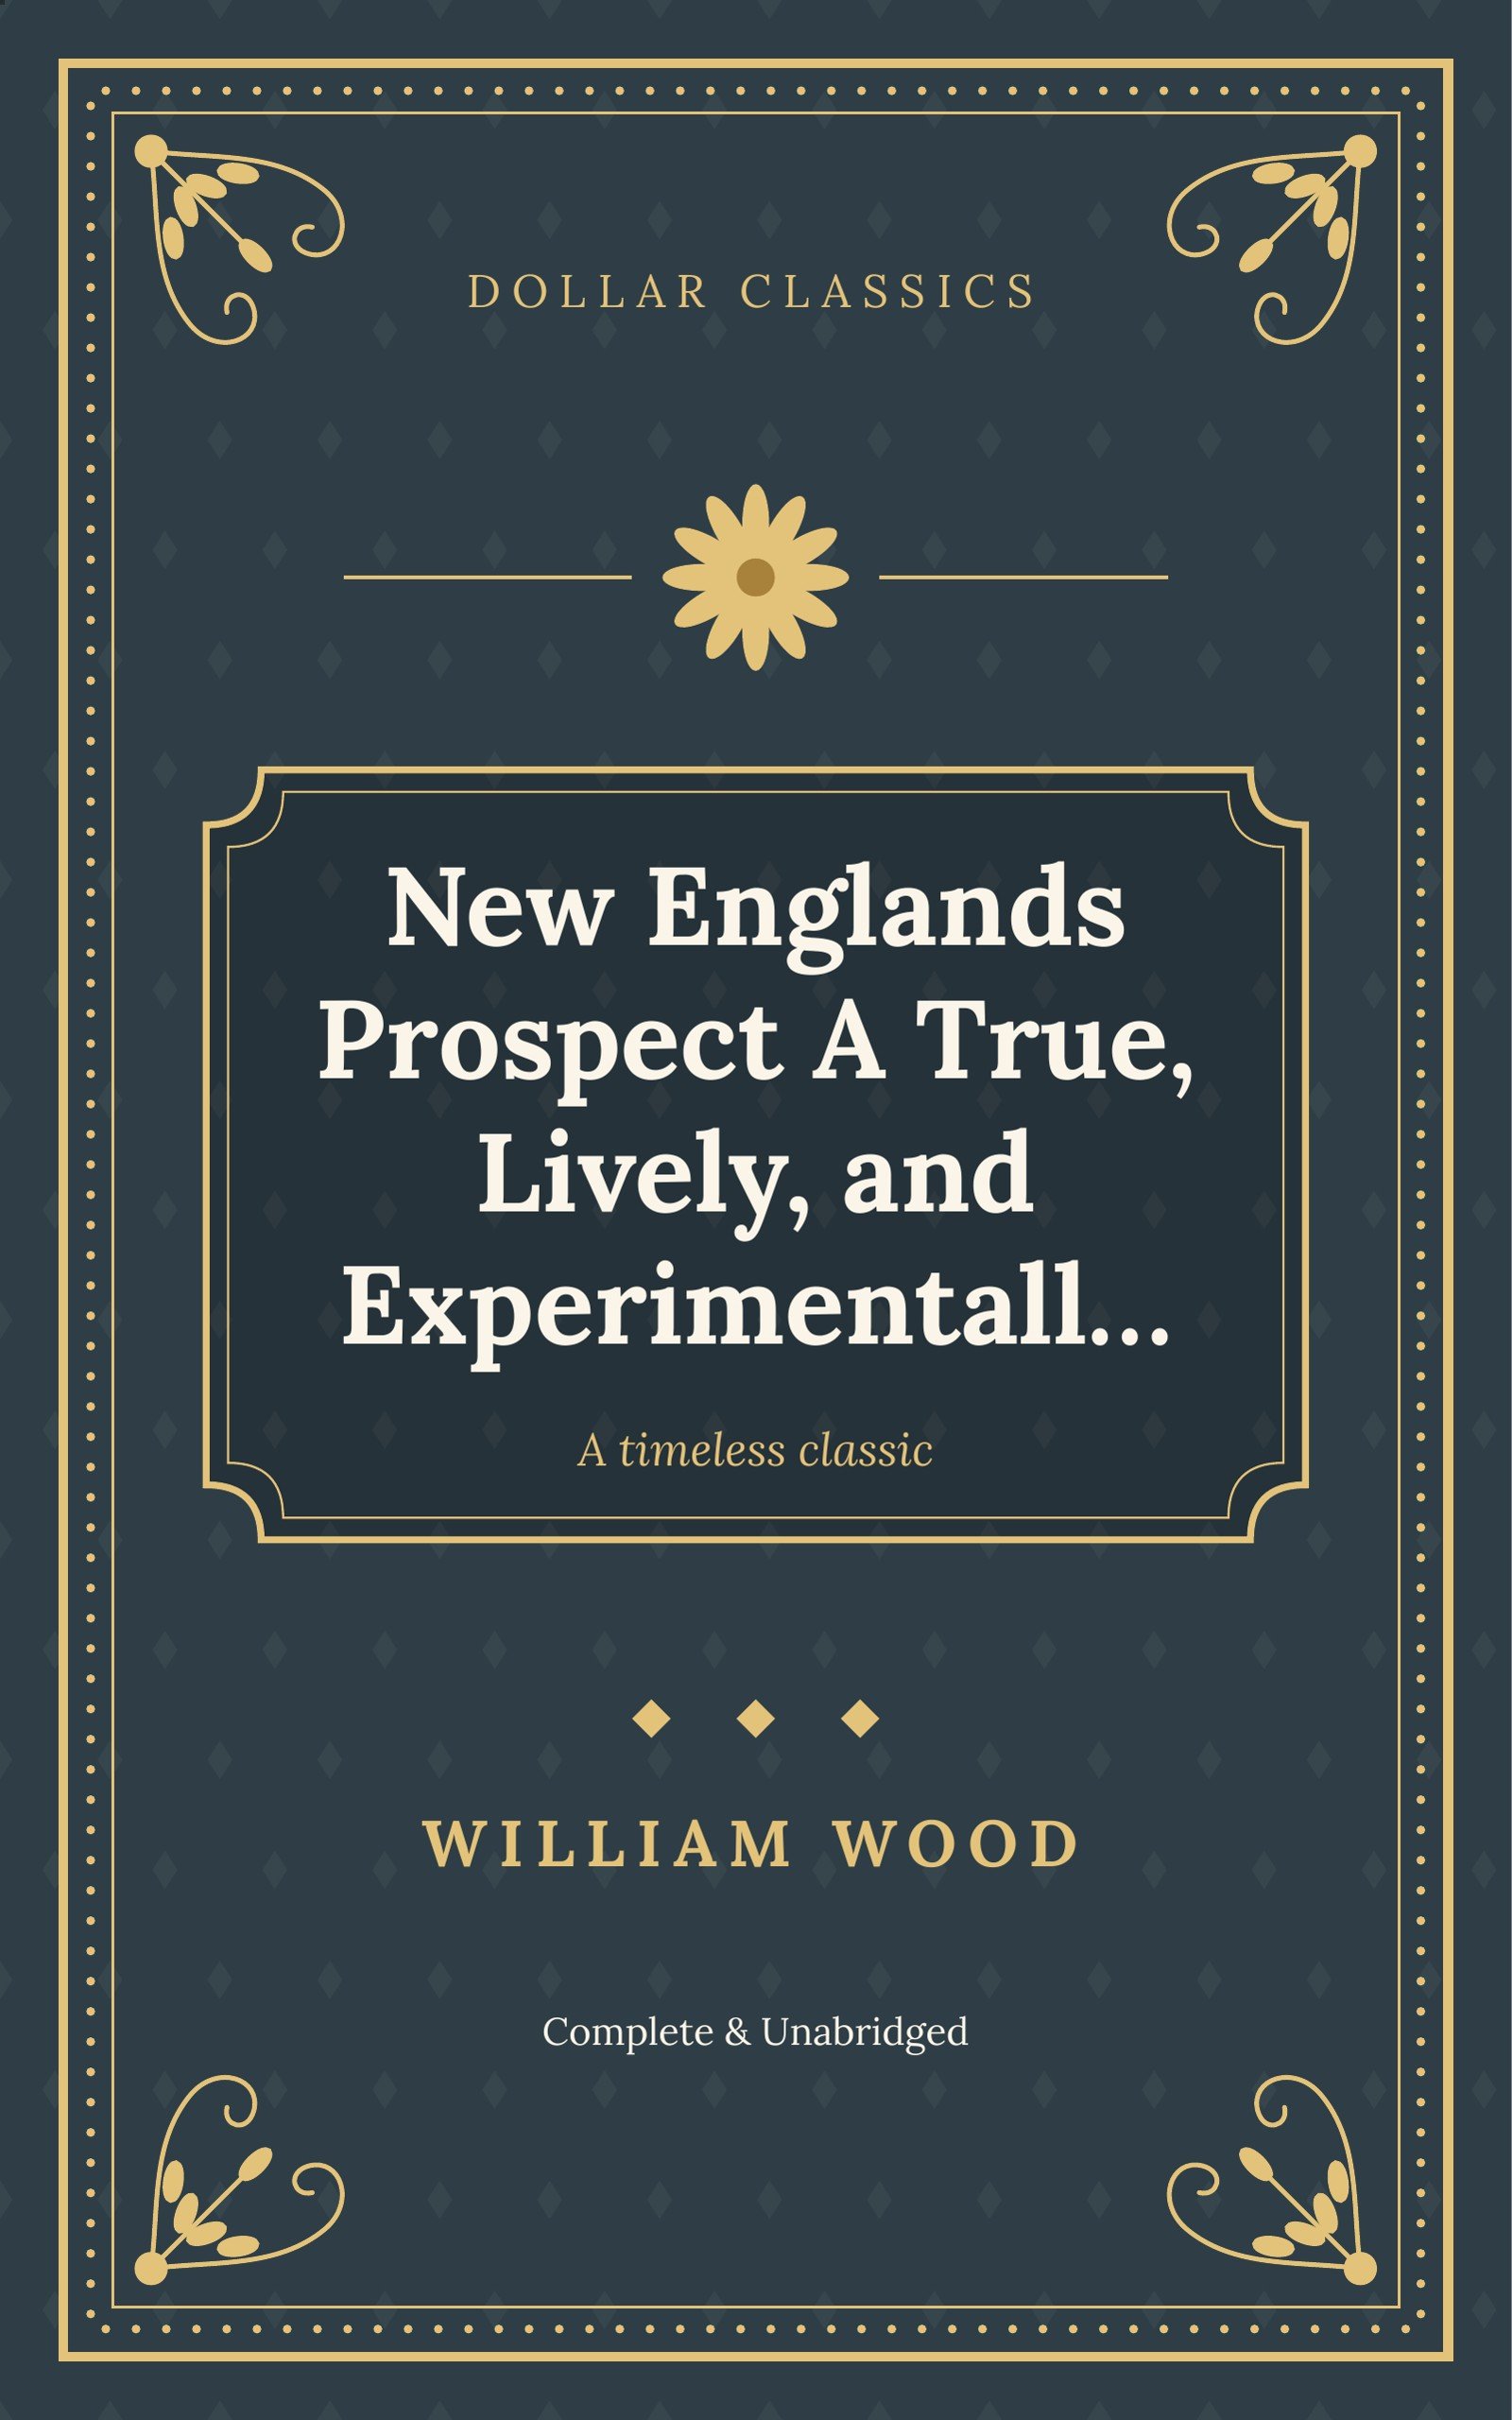 DOLLAR CLASSICS
New Englands
Prospect A True,
Lively, and
Experimentall...
A timeless classic
WILLIAM WOOD
Complete & Unabridged